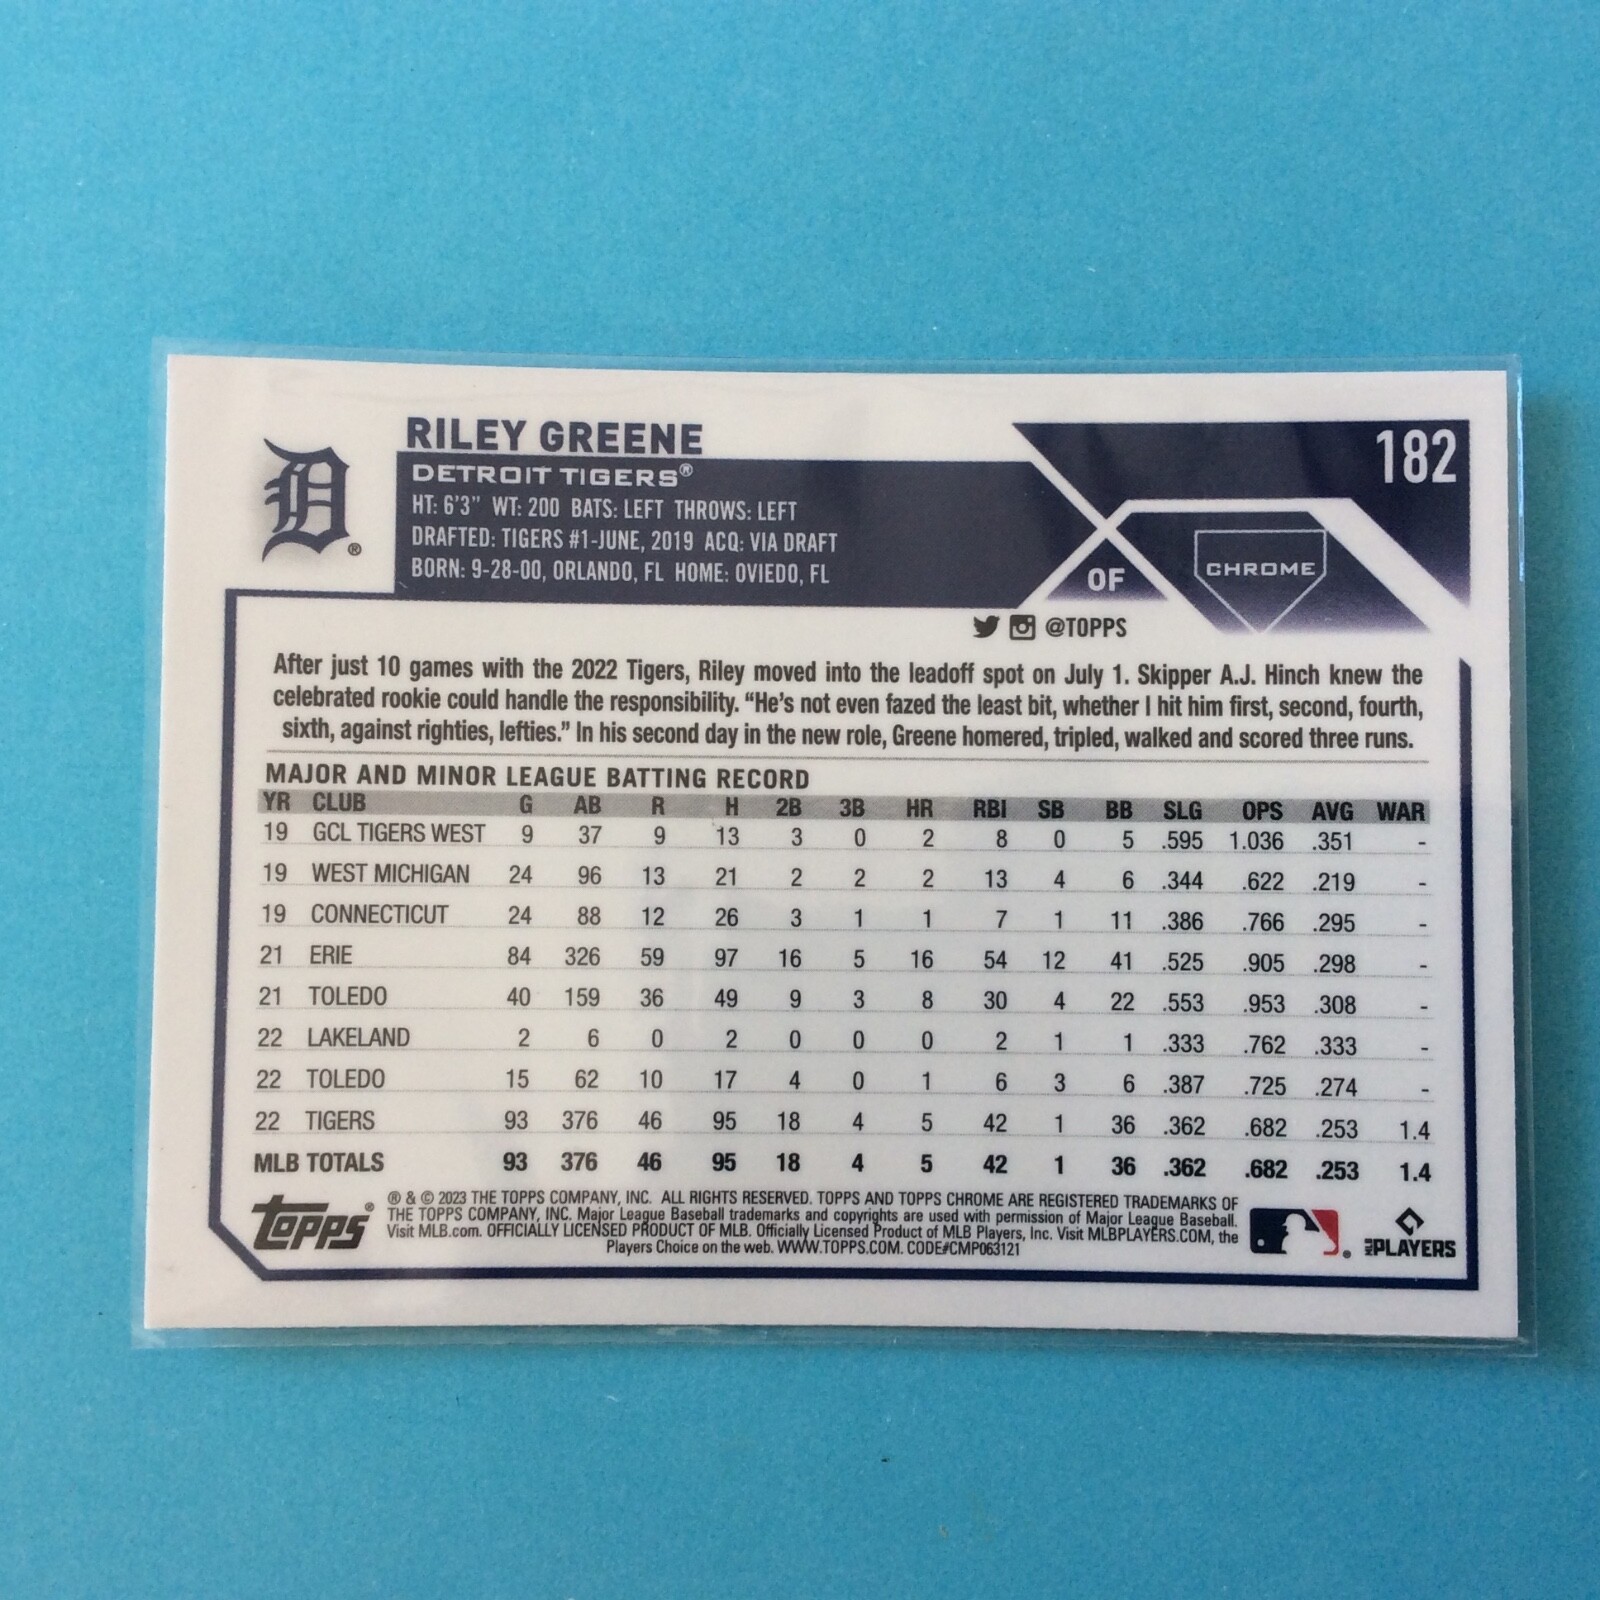 RILEY GREENE
182
DETROIT TIGERS®
HT: 6'3" WT: 200 BATS: LEFT THROWS: LEFT
DRAFTED: TIGERS #1-JUNE, 2019 ACQ: VIA DRAFT
BORN: 9-28-00, ORLANDO, FL HOME: OVIEDO, FL
OF
CHROME
@TOPPS
After just 10 games with the 2022 Tigers, Riley moved into the leadoff spot on July 1. Skipper A.J. Hinch knew the
celebrated rookie could handle the responsibility. “He's not even fazed the least bit, whether I hit him first, second, fourth,
sixth, against righties, lefties.” In his second day in the new role, Greene homered, tripled, walked and scored three runs.
MAJOR AND MINOR LEAGUE BATTING RECORD
YR CLUB G AB R H 2B 3B HR RBI SB BB SLG OPS AVG WAR
19 GCL TIGERS WEST 9 37 9 13 3 0 2 8 0 5 .595 1.036 .351 -
19 WEST MICHIGAN 24 96 13 21 2 2 2 13 4 6 .344 .622 .219 -
19 CONNECTICUT 24 88 12 26 3 1 1 7 1 11 .386 .766 .295 -
21 ERIE 84 326 59 97 16 5 16 54 12 41 .525 .905 .298 -
21 TOLEDO 40 159 36 49 9 3 8 30 4 22 .553 .953 .308 -
22 LAKELAND 2 6 0 2 0 0 0 2 1 1 .333 .762 .333 -
22 TOLEDO 15 62 10 17 4 0 1 6 3 6 .387 .725 .274 -
22 TIGERS 93 376 46 95 18 4 5 42 1 36 .362 .682 .253 1.4
MLB TOTALS 93 376 46 95 18 4 5 42 1 36 .362 .682 .253 1.4
topps®
® & © 2023 THE TOPPS COMPANY, INC. ALL RIGHTS RESERVED. TOPPS AND TOPPS CHROME ARE REGISTERED TRADEMARKS OF
THE TOPPS COMPANY, INC. Major League Baseball trademarks and copyrights are used with permission of Major League Baseball.
Visit MLB.com. OFFICIALLY LICENSED PRODUCT OF MLB. Officially Licensed Product of MLB Players, Inc. Visit MLBPLAYERS.COM, the
Players Choice on the web. WWW.TOPPS.COM. CODE#CMP063121
MLB PLAYERS